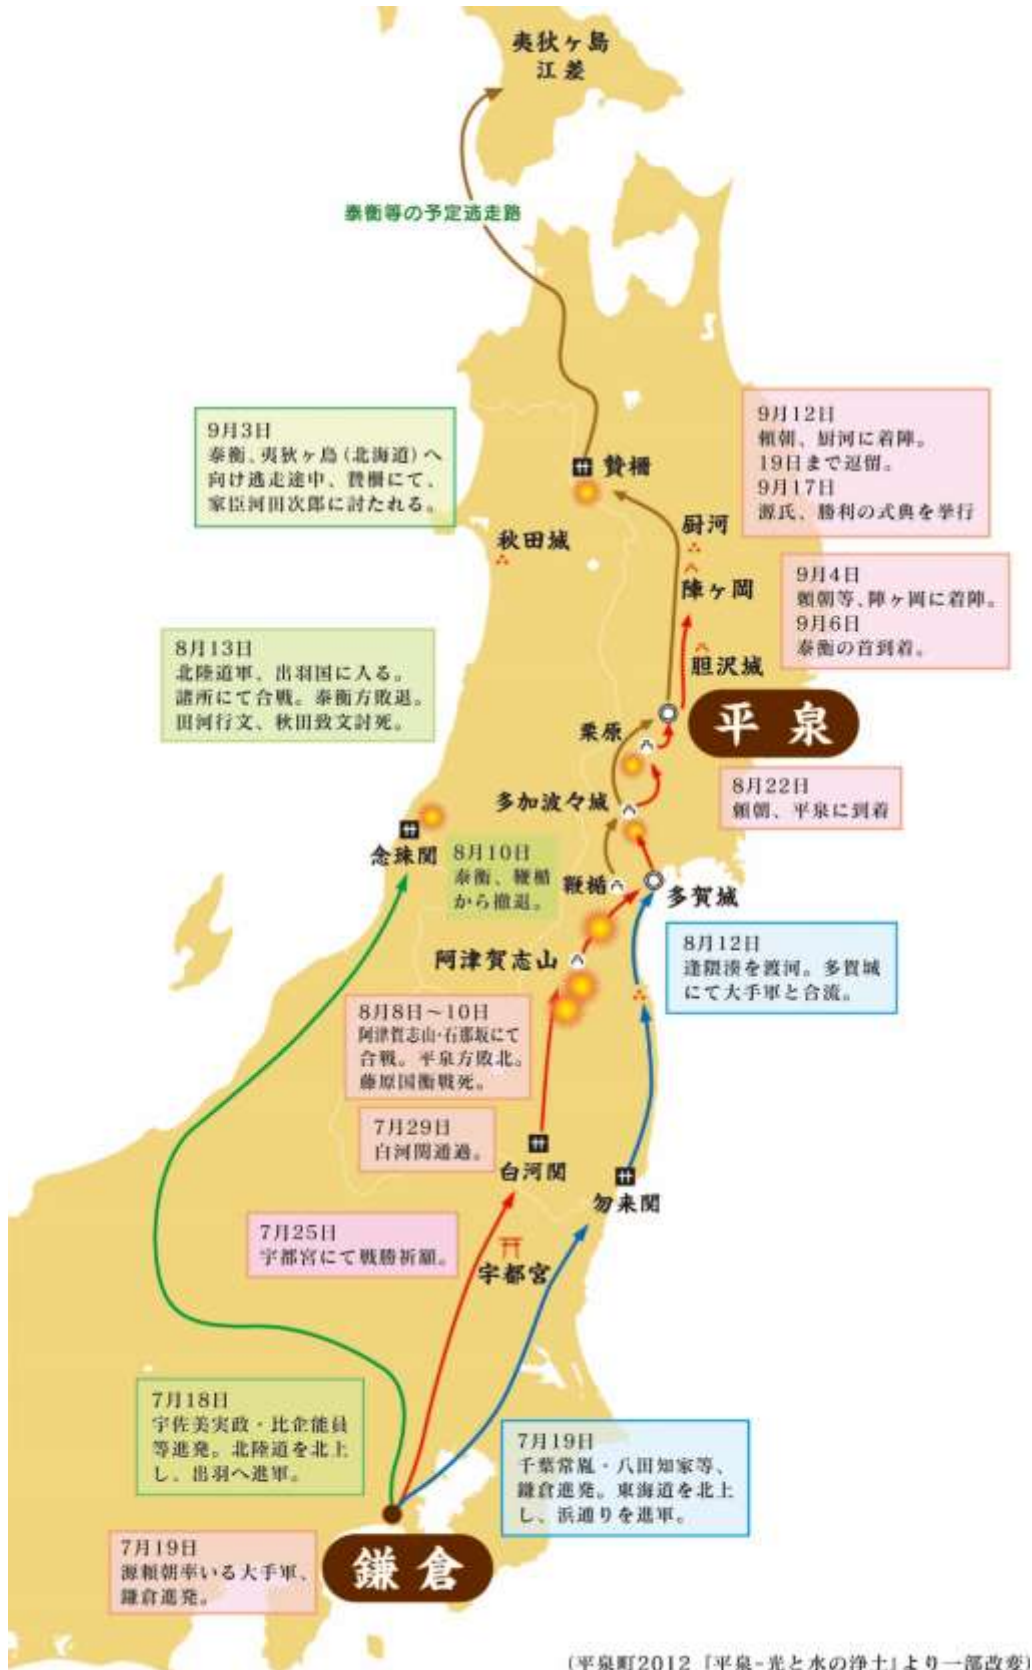 夷狄ヶ島
江差
泰衡等の予定逃走路
9月3日
泰衡、夷狄ヶ島(北海道)へ
向け逃走途中、贄柵にて、
家臣河田次郎に討たれる。
贄柵
9月12日
頼朝、厨河に着陣。
19日まで逗留。
9月17日
源氏、勝利の式典を挙行
秋田城
厨河
陣ヶ岡
9月4日
頼朝等、陣ヶ岡に着陣。
9月6日
泰衡の首到着。
8月13日
北陸道軍、出羽国に入る。
諸所にて合戦。泰衡方敗退。
田河行文、秋田致文討死。
胆沢城
平泉
栗原
8月22日
頼朝、平泉に到着
多加波々城
念珠関
8月10日
泰衡、鞭楯
から撤退。
鞭楯
多賀城
8月12日
逢隈湊を渡河。多賀城
にて大手軍と合流。
阿津賀志山
8月8日~10日
阿津賀志山・石那坂にて
合戦。平泉方敗北。
藤原国衡戦死。
7月29日
白河関通過。
白河関
勿来関
7月25日
宇都宮にて戦勝祈願。
宇都宮
7月18日
宇佐美実政・比企能員
等進発。北陸道を北上
し、出羽へ進軍。
7月19日
千葉常胤・八田知家等、
鎌倉進発。東海道を北上
し、浜通りを進軍。
7月19日
源頼朝率いる大手軍、
鎌倉進発。
鎌倉
(平泉町2012『平泉-光と水の浄土』より一部改変)